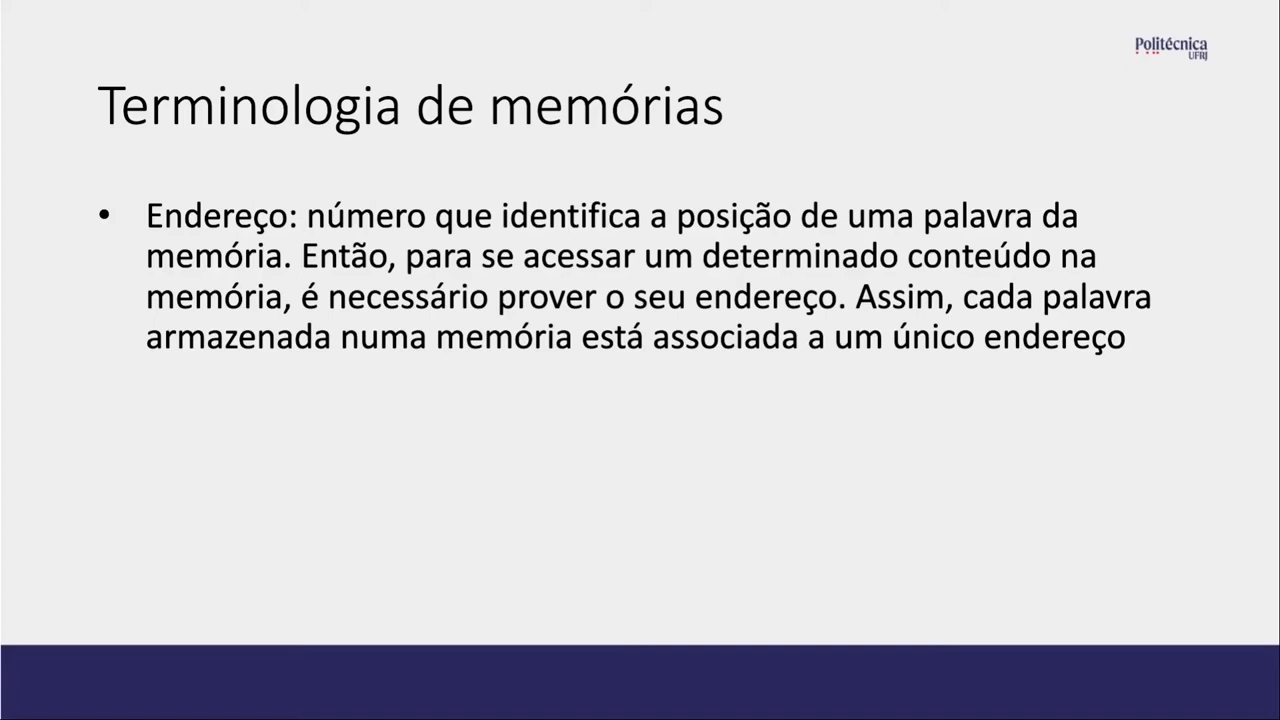 Politécnica
UFRJ
Terminologia de memórias
• Endereço: número que identifica a posição de uma palavra da
memória. Então, para se acessar um determinado conteúdo na
memória, é necessário prover o seu endereço. Assim, cada palavra
armazenada numa memória está associada a um único endereço